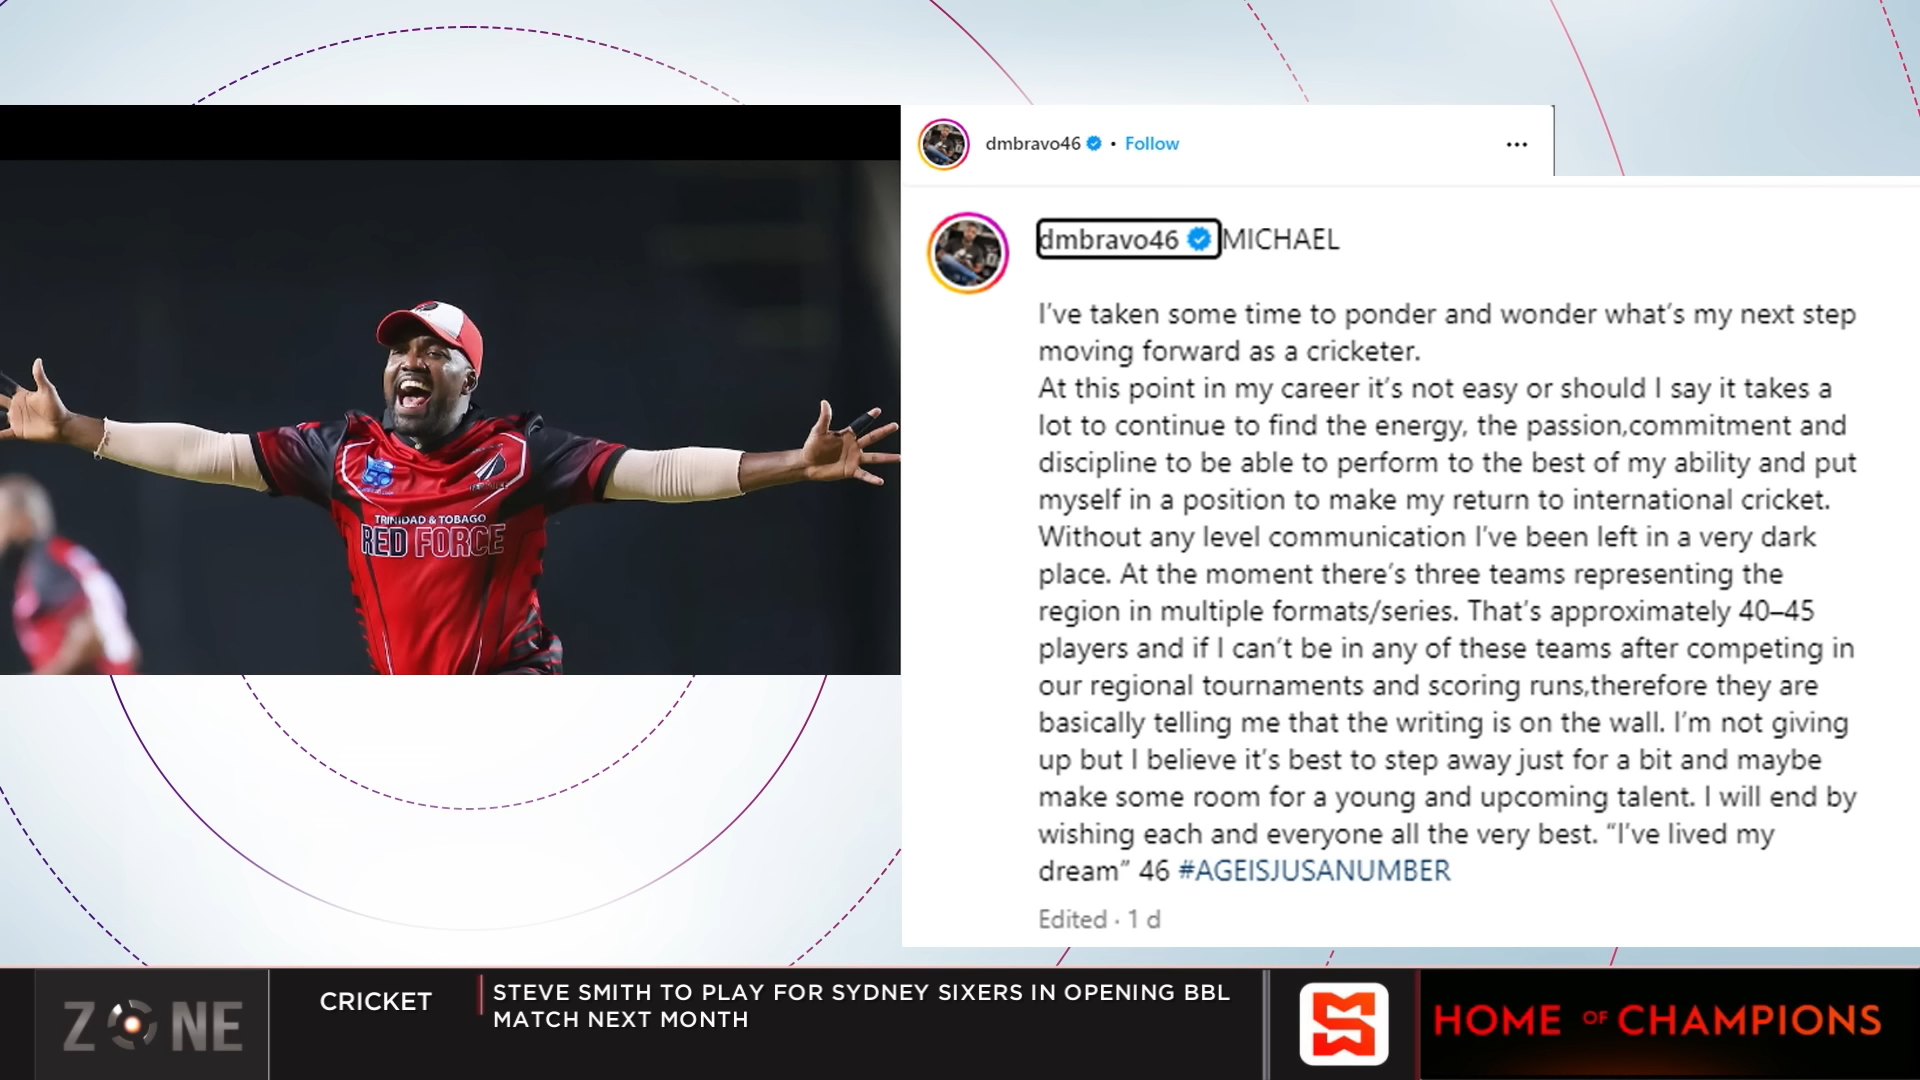 dmbravo46 • Follow
...
dmbravo46 MICHAEL
I’ve taken some time to ponder and wonder what’s my next step
moving forward as a cricketer.
At this point in my career it’s not easy or should I say it takes a
lot to continue to find the energy, the passion,commitment and
discipline to be able to perform to the best of my ability and put
myself in a position to make my return to international cricket.
Without any level communication I’ve been left in a very dark
place. At the moment there’s three teams representing the
region in multiple formats/series. That’s approximately 40–45
players and if I can’t be in any of these teams after competing in
our regional tournaments and scoring runs,therefore they are
basically telling me that the writing is on the wall. I’m not giving
up but I believe it’s best to step away just for a bit and maybe
make some room for a young and upcoming talent. I will end by
wishing each and everyone all the very best. “I’ve lived my
dream” 46 #AGEISJUSANUMBER
Edited · 1 d
TRINIDAD & TOBAGO
RED FORCE
ZONE
CRICKET
STEVE SMITH TO PLAY FOR SYDNEY SIXERS IN OPENING BBL
MATCH NEXT MONTH
HOME OF CHAMPIONS